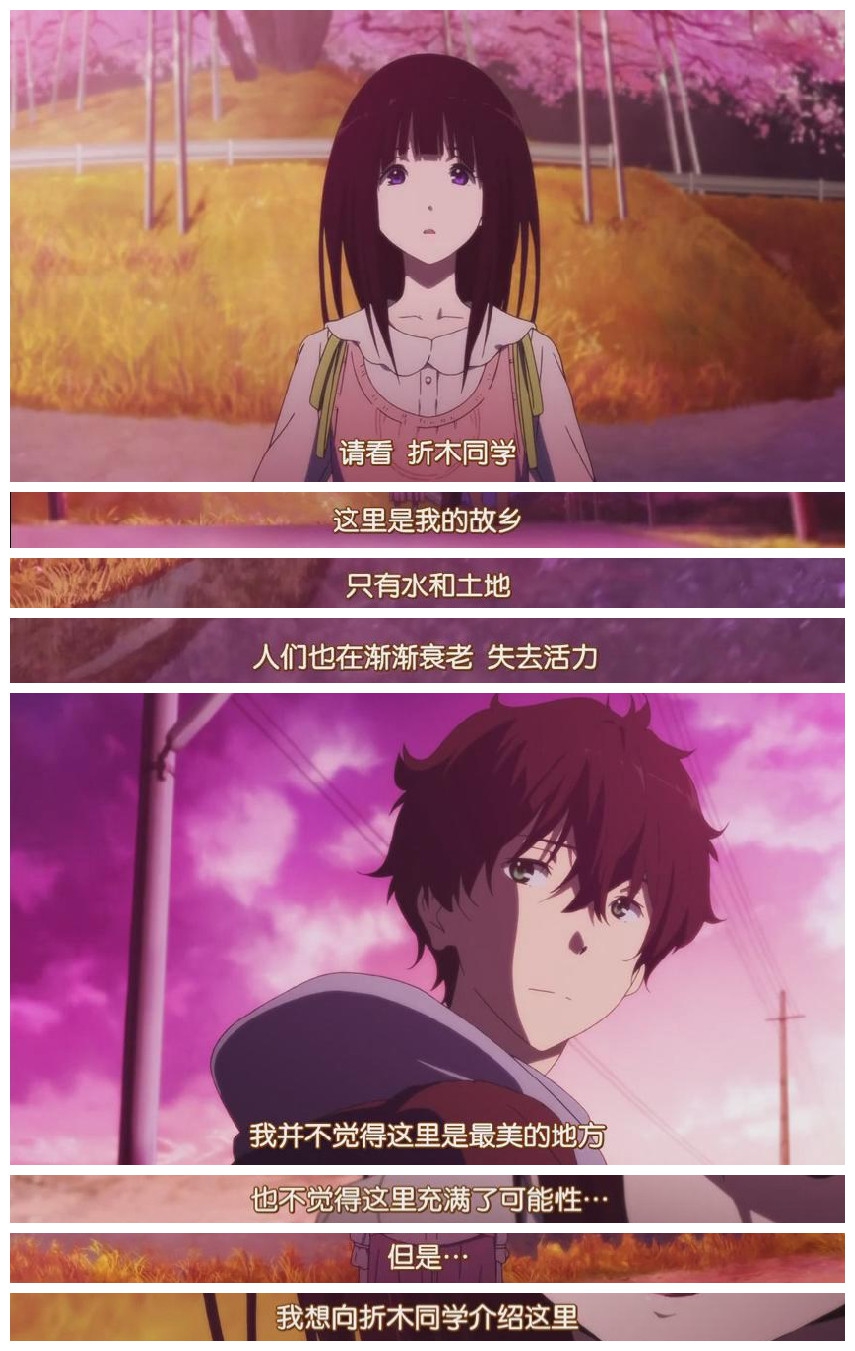 请看 折木同学
这里是我的故乡
只有水和土地
人们也在渐渐衰老 失去活力
我并不觉得这里是最美的地方
也不觉得这里充满了可能性…
但是…
我想向折木同学介绍这里